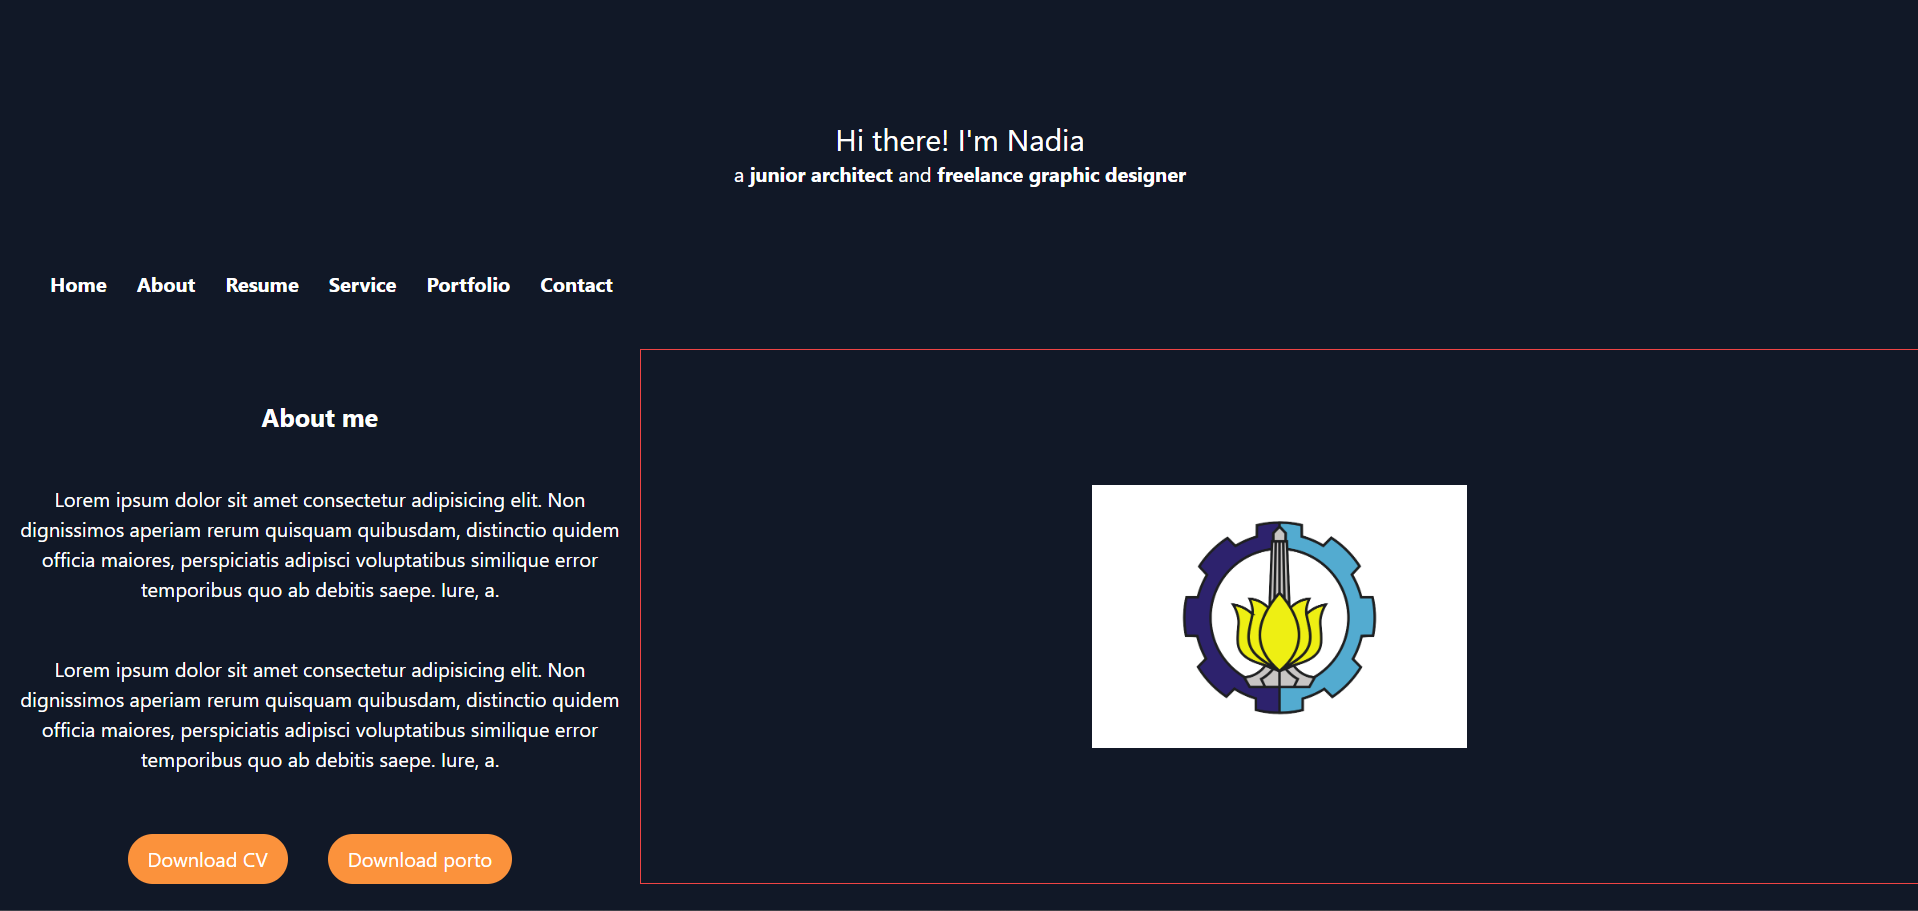 Hi there! I'm Nadia
a junior architect and freelance graphic designer
Home About Resume Service Portfolio Contact
About me
Lorem ipsum dolor sit amet consectetur adipisicing elit. Non
dignissimos aperiam rerum quisquam quibusdam, distinctio quidem
officia maiores, perspiciatis adipisci voluptatibus similique error
temporibus quo ab debitis saepe. Iure, a.
Lorem ipsum dolor sit amet consectetur adipisicing elit. Non
dignissimos aperiam rerum quisquam quibusdam, distinctio quidem
officia maiores, perspiciatis adipisci voluptatibus similique error
temporibus quo ab debitis saepe. Iure, a.
Download CV Download porto